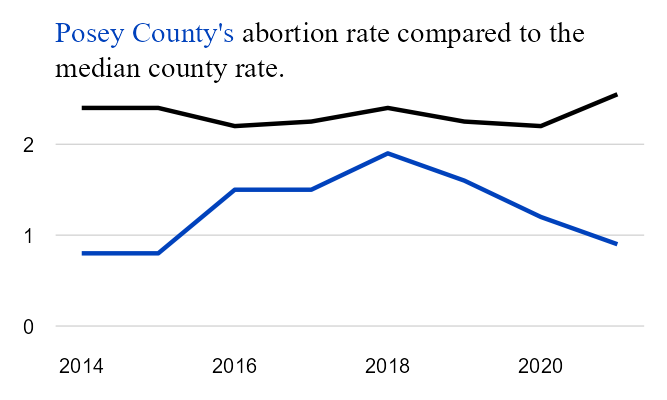 Posey County's abortion rate compared to the
median county rate.
2
1
0
2014 2016 2018 2020